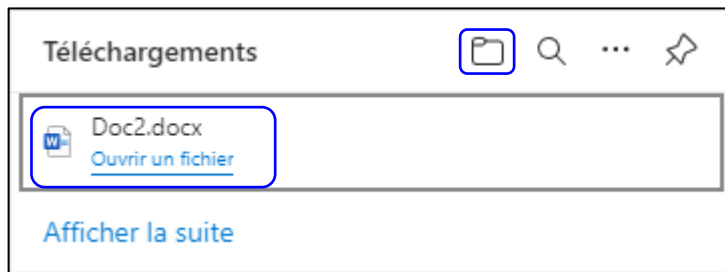 Téléchargements
Doc2.docx
Ouvrir un fichier
Afficher la suite